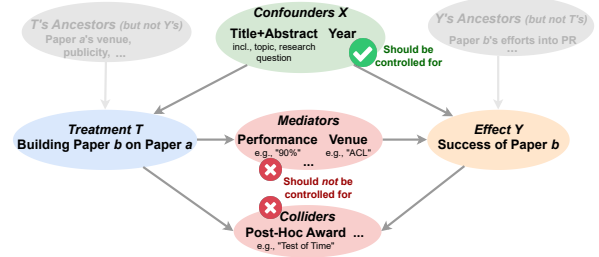 T's Ancestors (but not Y's)
Paper a's venue,
publicity, ...
Confounders X
Title+Abstract Year
incl., topic, research
question
Should be
controlled for
Y's Ancestors (but not T's)
Paper b's efforts into PR
...
Treatment T
Building Paper b on Paper a
Mediators
Performance Venue
e.g., "90%" e.g., "ACL"
...
Effect Y
Success of Paper b
Should not be
controlled for
Colliders
Post-Hoc Award ...
e.g., "Test of Time"